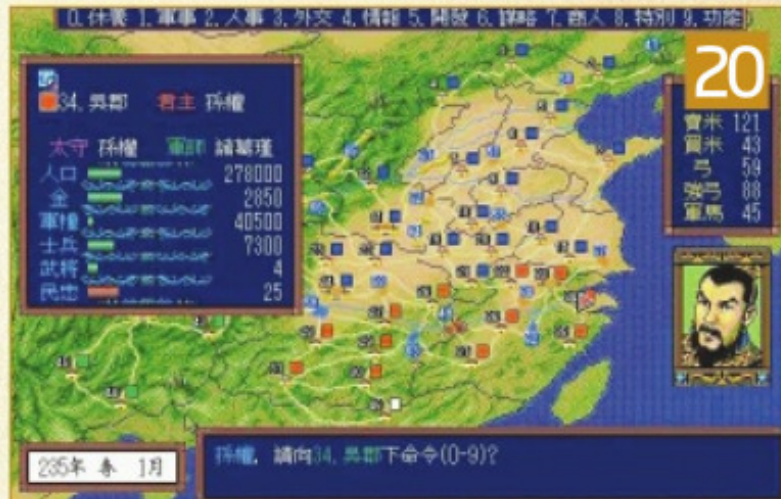 0.休養 1.軍事 2.人事 3.外交 4.情報 5.開發 6.謀略 7.商人 8.特別 9.功能
20
34.吳郡 君主 孫權
太守 孫權 軍師 諸葛瑾
人口 278000
金 2850
軍糧 40500
士兵 7300
武將 4
民忠 25
賣米 121
買米 43
弓 59
強弓 88
軍馬 45
235年 春 1月
孫權, 請向34.吳郡下命令(0-9)?